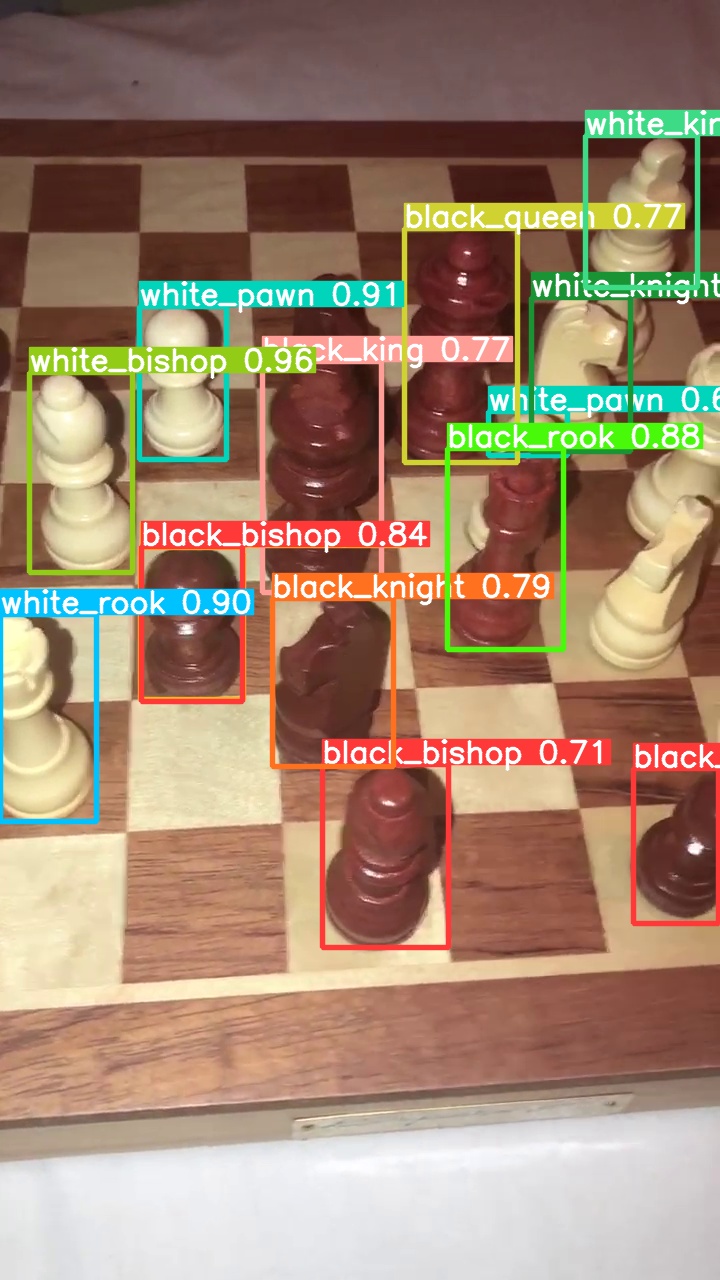 white_kin
black_queen 0.77
white_knight
white_pawn 0.91
black_king 0.77
white_bishop 0.96
white_pawn 0.6
black_rook 0.88
black_bishop 0.84
black_knight 0.79
white_rook 0.90
black_bishop 0.71
black_